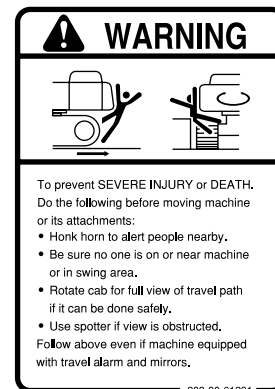 WARNING
To prevent SEVERE INJURY or DEATH.
Do the following before moving machine
or its attachments:
• Honk horn to alert people nearby.
• Be sure no one is on or near machine
or in swing area.
• Rotate cab for full view of travel path
if it can be done safely.
• Use spotter if view is obstructed.
Follow above even if machine equipped
with travel alarm and mirrors.